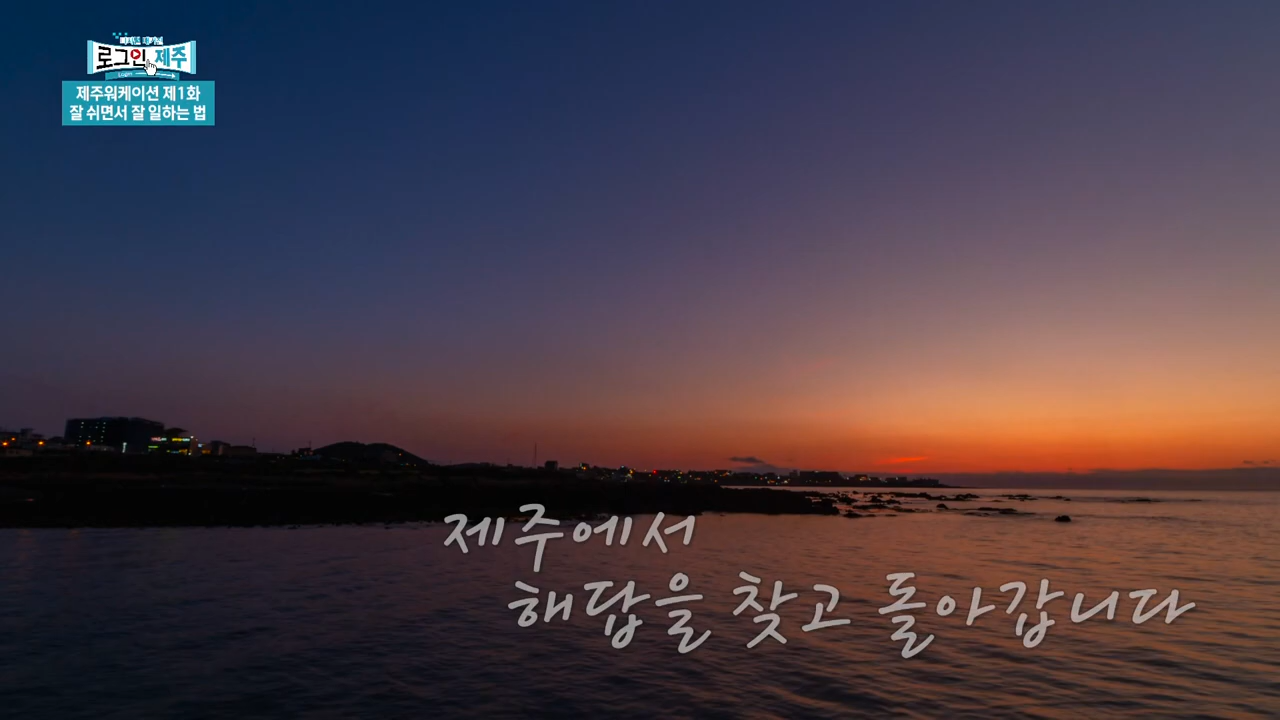 로그인 제주
Login
제주워케이션 제1화
잘 쉬면서 잘 일하는 법
제주에서
해답을 찾고 돌아갑니다